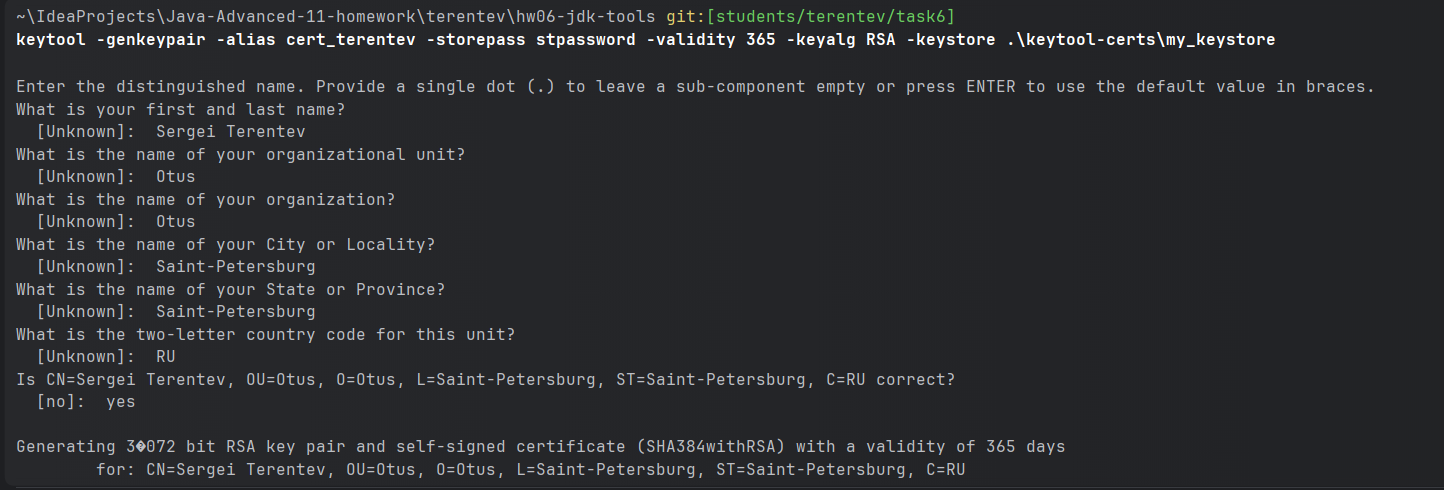 ~\IdeaProjects\Java-Advanced-11-homework\terentev\hw06-jdk-tools git:[students/terentev/task6]
keytool -genkeypair -alias cert_terentev -storepass stpassword -validity 365 -keyalg RSA -keystore .\keytool-certs\my_keystore
Enter the distinguished name. Provide a single dot (.) to leave a sub-component empty or press ENTER to use the default value in braces.
What is your first and last name?
[Unknown]:  Sergei Terentev
What is the name of your organizational unit?
[Unknown]:  Otus
What is the name of your organization?
[Unknown]:  Otus
What is the name of your City or Locality?
[Unknown]:  Saint-Petersburg
What is the name of your State or Province?
[Unknown]:  Saint-Petersburg
What is the two-letter country code for this unit?
[Unknown]:  RU
Is CN=Sergei Terentev, OU=Otus, O=Otus, L=Saint-Petersburg, ST=Saint-Petersburg, C=RU correct?
[no]:  yes
Generating 3�072 bit RSA key pair and self-signed certificate (SHA384withRSA) with a validity of 365 days
for: CN=Sergei Terentev, OU=Otus, O=Otus, L=Saint-Petersburg, ST=Saint-Petersburg, C=RU